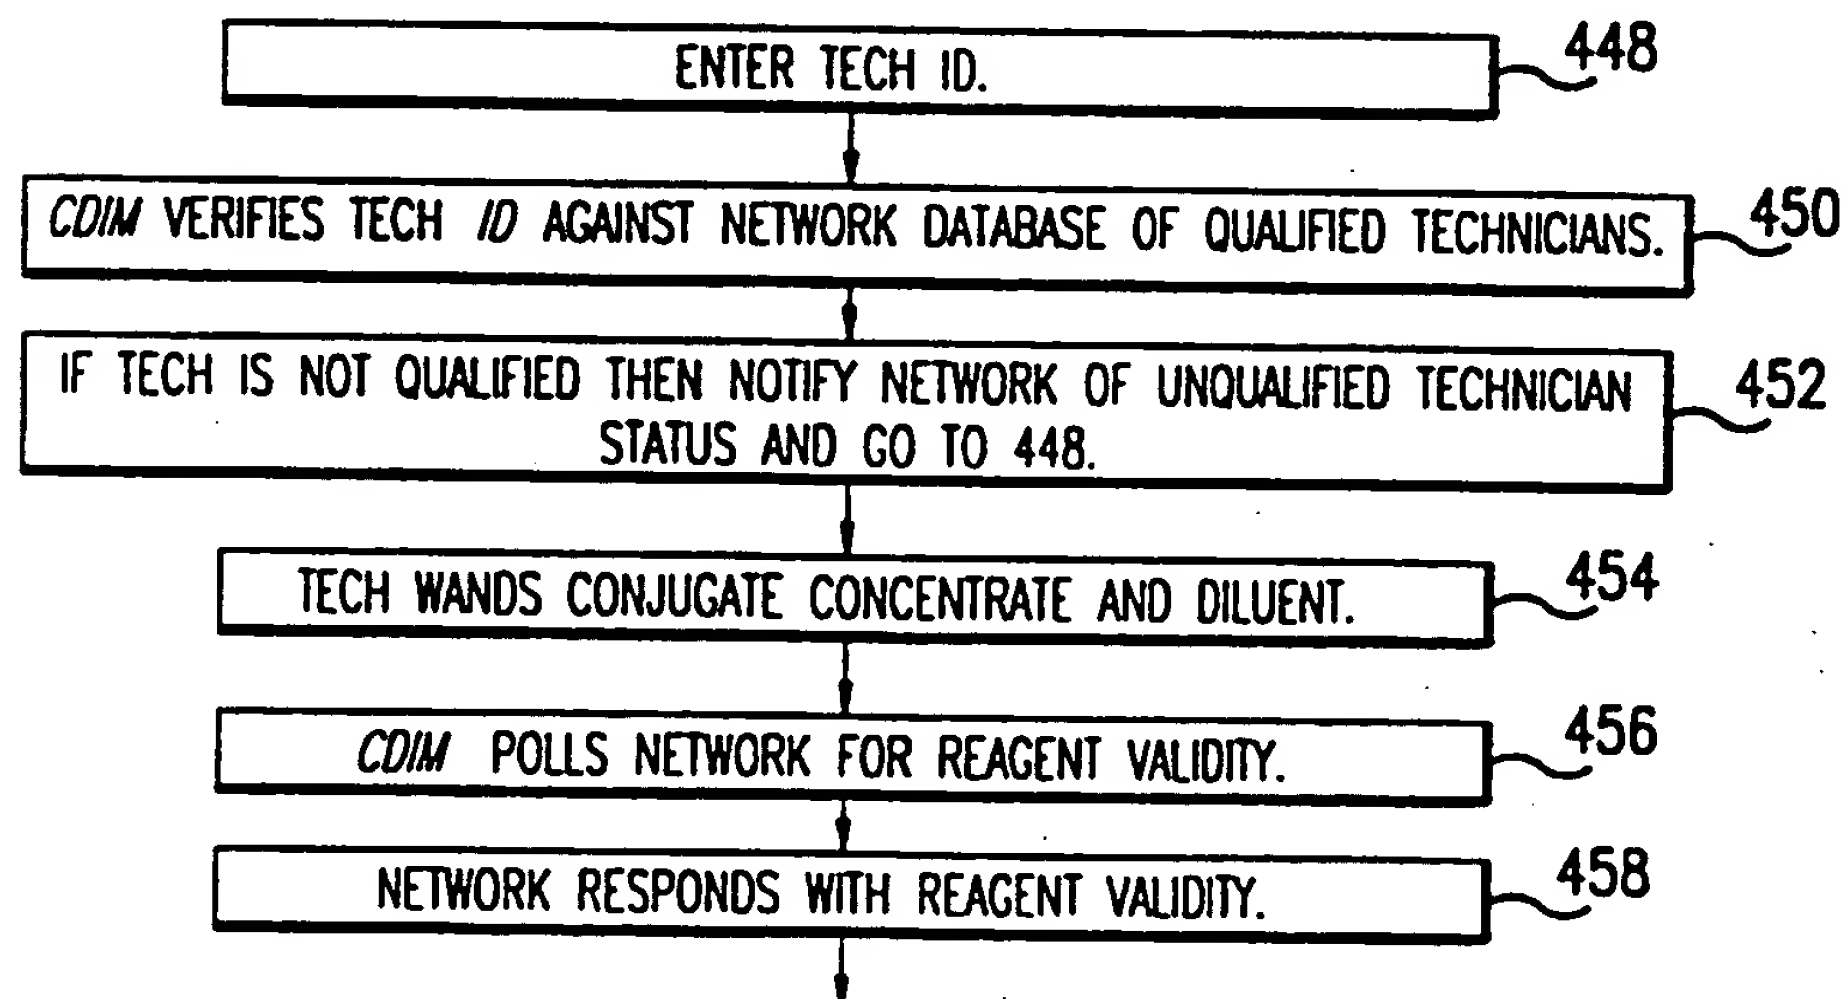 ENTER TECH ID.
448
CDIM VERIFIES TECH ID AGAINST NETWORK DATABASE OF QUALIFIED TECHNICIANS.
450
IF TECH IS NOT QUALIFIED THEN NOTIFY NETWORK OF UNQUALIFIED TECHNICIAN
STATUS AND GO TO 448.
452
TECH WANDS CONJUGATE CONCENTRATE AND DILUENT.
454
CDIM POLLS NETWORK FOR REAGENT VALIDITY.
456
NETWORK RESPONDS WITH REAGENT VALIDITY.
458